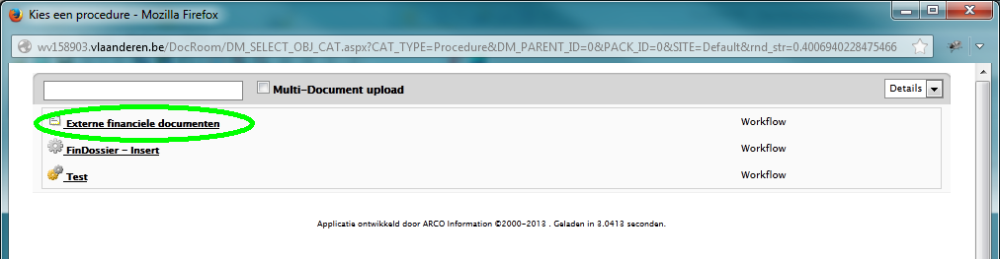 Kies een procedure - Mozilla Firefox
wv158903.vlaanderen.be/DocRoom/DM_SELECT_OBJ_CAT.aspx?CAT_TYPE=Procedure&DM_PARENT_ID=0&PACK_ID=0&SITE=Default&rnd_str=0.4006940228475466
Multi-Document upload Details
Externe financiele documenten Workflow
FinDossier - Insert Workflow
Test Workflow
Applicatie ontwikkeld door ARCO Information ©2000-2013 . Geladen in 3.0413 seconden.